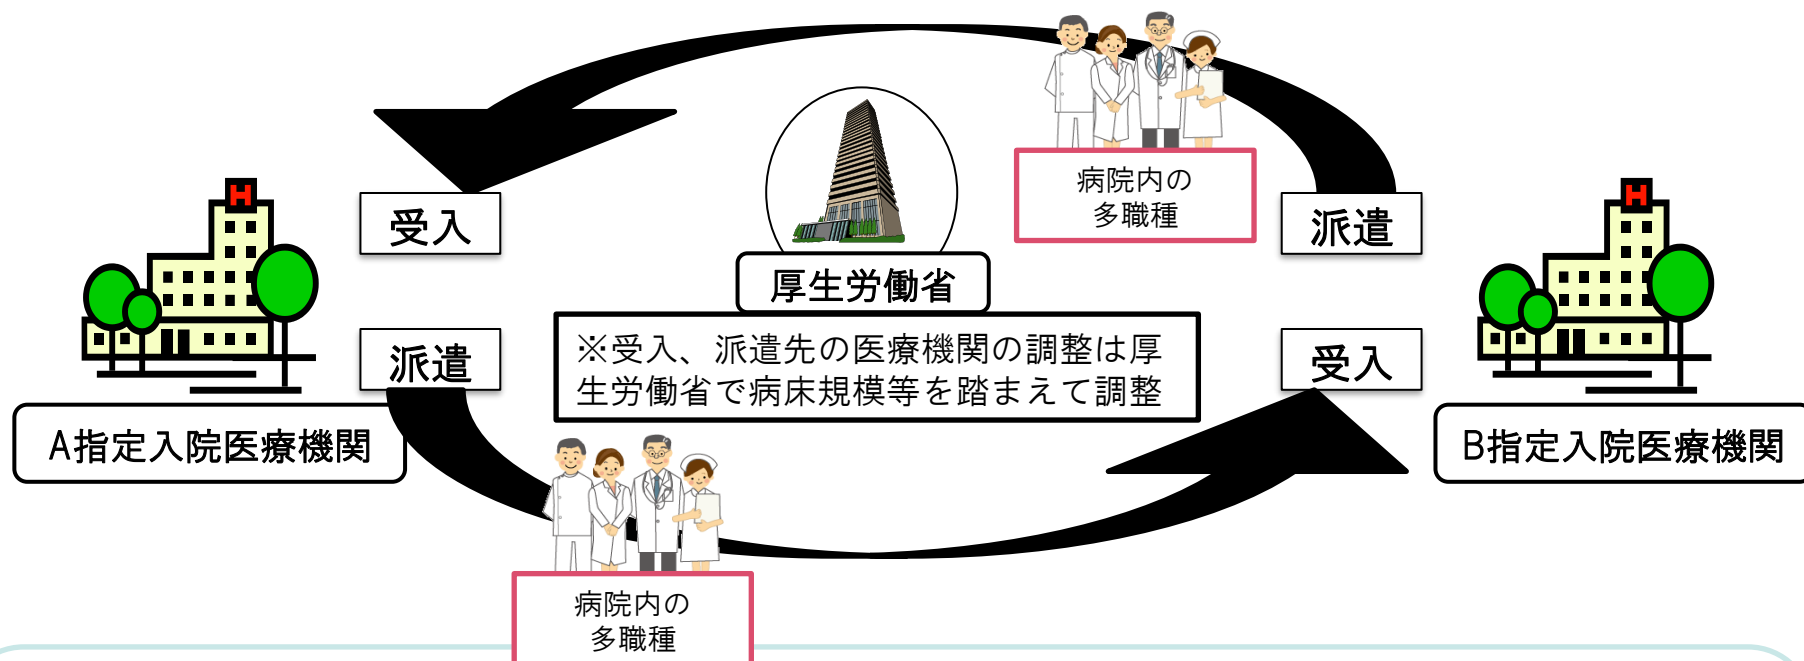 病院内の
多職種
受入
派遣
厚生労働省
※受入、派遣先の医療機関の調整は厚
生労働省で病床規模等を踏まえて調整
派遣
受入
A指定入院医療機関
B指定入院医療機関
病院内の
多職種
H
H